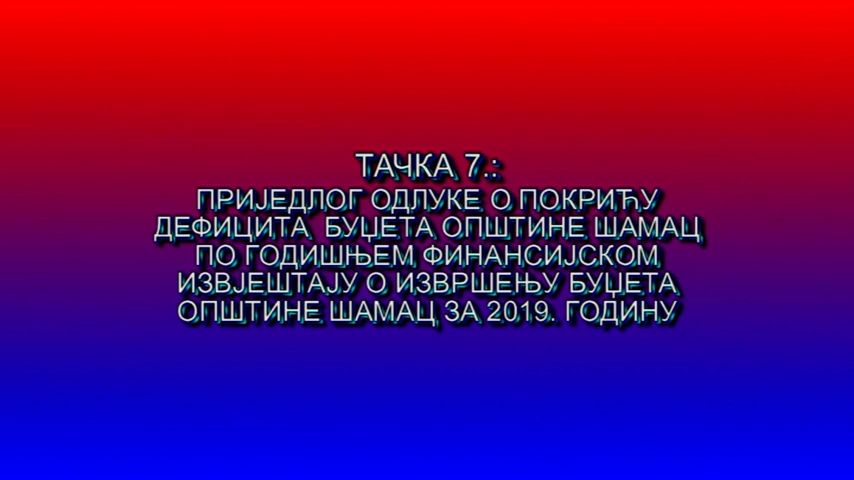 ТАЧКА 7.:
ПРИЈЕДЛОГ ОДЛУКЕ О ПОКРИЋУ
ДЕФИЦИТА БУЏЕТА ОПШТИНЕ ШАМАЦ
ПО ГОДИШЊЕМ ФИНАНСИЈСКОМ
ИЗВЈЕШТАЈУ О ИЗВРШЕЊУ БУЏЕТА
ОПШТИНЕ ШАМАЦ ЗА 2019. ГОДИНУ